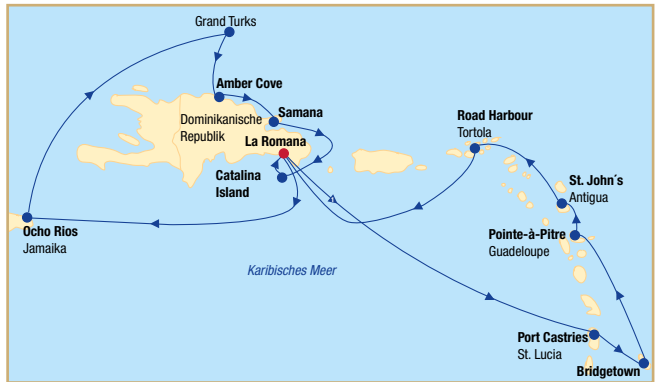 Grand Turks
Amber Cove
Dominikanische
Republik
Samana
La Romana
Catalina
Island
Ocho Rios
Jamaika
Karibisches Meer
Road Harbour
Tortola
St. John´s
Antigua
Pointe-à-Pitre
Guadeloupe
Port Castries
St. Lucia
Bridgetown